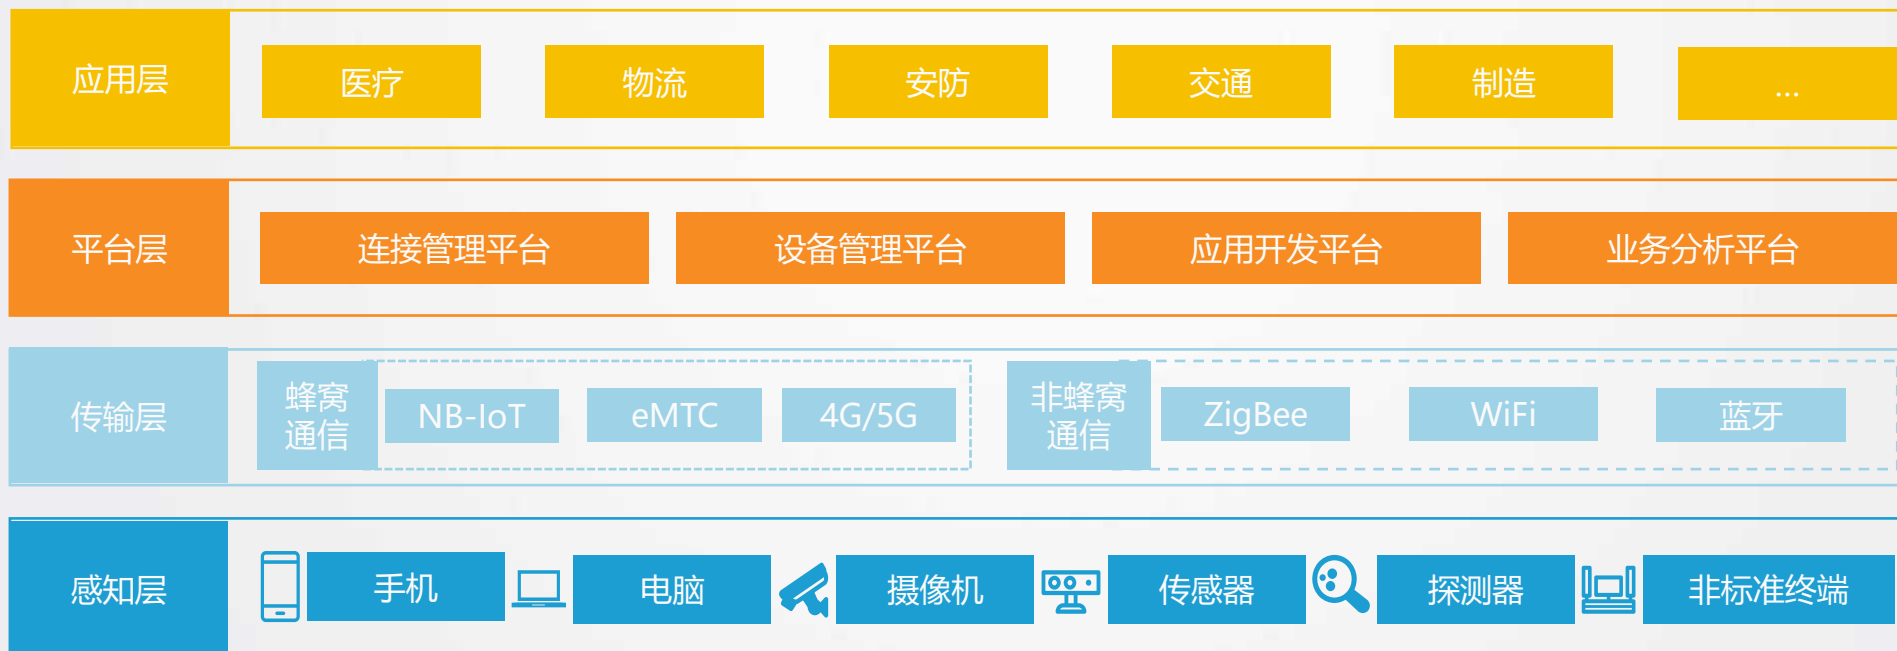 应用层
医疗
物流
安防
交通
制造
...
平台层
连接管理平台
设备管理平台
应用开发平台
业务分析平台
传输层
蜂窝
通信
NB-IoT
eMTC
4G/5G
非蜂窝
通信
ZigBee
WiFi
蓝牙
感知层
手机
电脑
摄像机
传感器
探测器
非标准终端